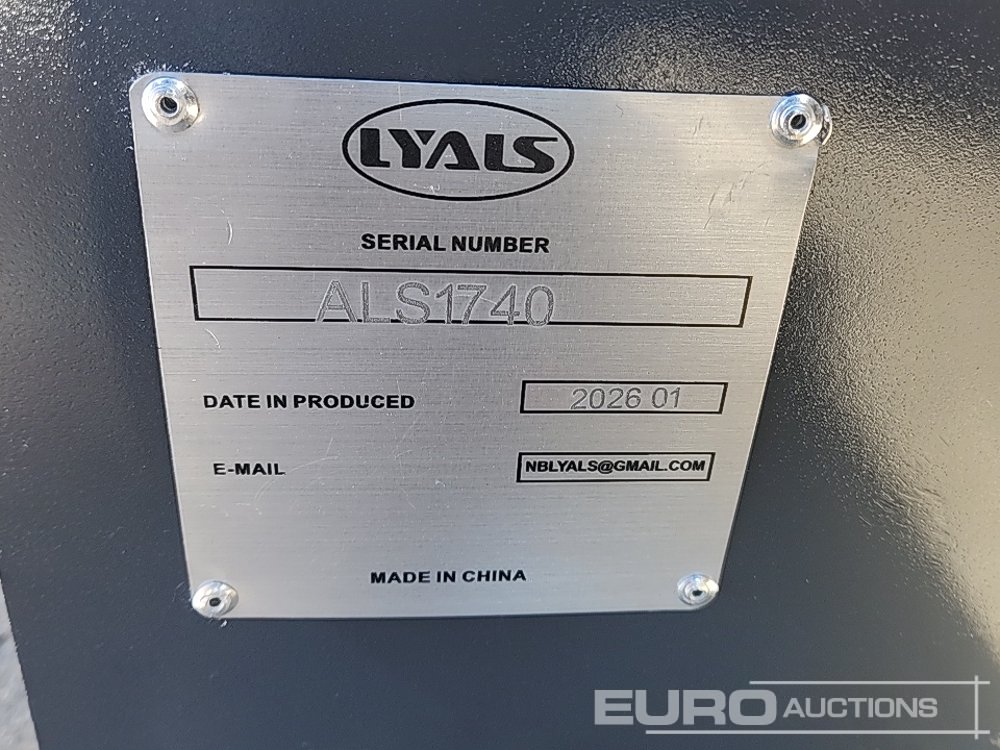 LYALS
SERIAL NUMBER
ALS1740
DATE IN PRODUCED 2026 01
E-MAIL NBLYALS@GMAIL.COM
MADE IN CHINA
EURO AUCTIONS